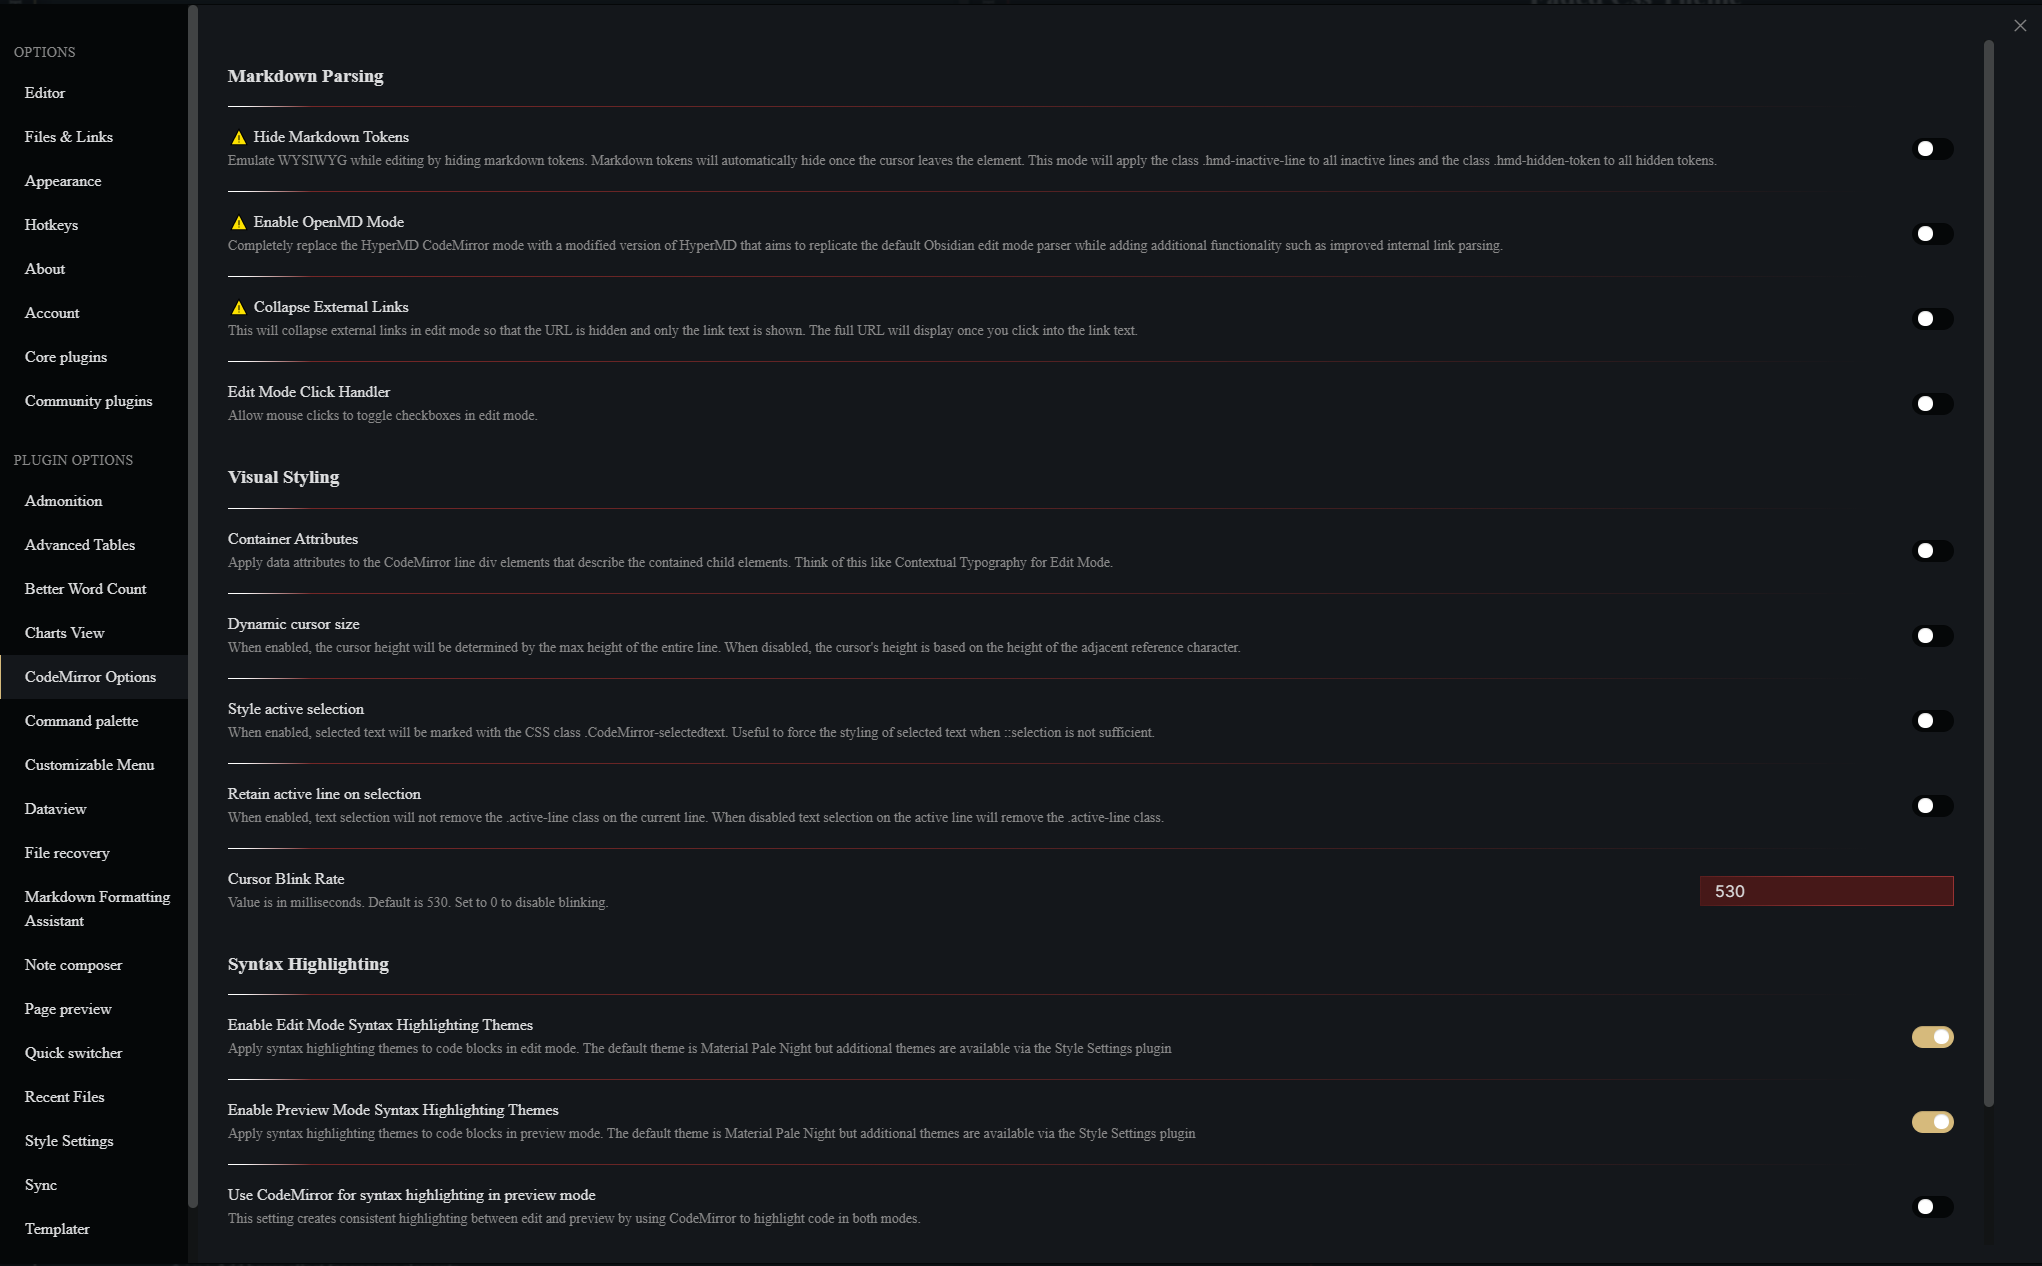 OPTIONS
Editor
Files & Links
Appearance
Hotkeys
About
Account
Core plugins
Community plugins
PLUGIN OPTIONS
Admonition
Advanced Tables
Better Word Count
Charts View
CodeMirror Options
Command palette
Customizable Menu
Dataview
File recovery
Markdown Formatting
Assistant
Note composer
Page preview
Quick switcher
Recent Files
Style Settings
Sync
Templater
Markdown Parsing
Hide Markdown Tokens
Emulate WYSIWYG while editing by hiding markdown tokens. Markdown tokens will automatically hide once the cursor leaves the element. This mode will apply the class .hmd-inactive-line to all inactive lines and the class .hmd-hidden-token to all hidden tokens.
Enable OpenMD Mode
Completely replace the HyperMD CodeMirror mode with a modified version of HyperMD that aims to replicate the default Obsidian edit mode parser while adding additional functionality such as improved internal link parsing.
Collapse External Links
This will collapse external links in edit mode so that the URL is hidden and only the link text is shown. The full URL will display once you click into the link text.
Edit Mode Click Handler
Allow mouse clicks to toggle checkboxes in edit mode.
Visual Styling
Container Attributes
Apply data attributes to the CodeMirror line div elements that describe the contained child elements. Think of this like Contextual Typography for Edit Mode.
Dynamic cursor size
When enabled, the cursor height will be determined by the max height of the entire line. When disabled, the cursor's height is based on the height of the adjacent reference character.
Style active selection
When enabled, selected text will be marked with the CSS class .CodeMirror-selectedtext. Useful to force the styling of selected text when ::selection is not sufficient.
Retain active line on selection
When enabled, text selection will not remove the .active-line class on the current line. When disabled text selection on the active line will remove the .active-line class.
Cursor Blink Rate
Value is in milliseconds. Default is 530. Set to 0 to disable blinking.
530
Syntax Highlighting
Enable Edit Mode Syntax Highlighting Themes
Apply syntax highlighting themes to code blocks in edit mode. The default theme is Material Pale Night but additional themes are available via the Style Settings plugin
Enable Preview Mode Syntax Highlighting Themes
Apply syntax highlighting themes to code blocks in preview mode. The default theme is Material Pale Night but additional themes are available via the Style Settings plugin
Use CodeMirror for syntax highlighting in preview mode
This setting creates consistent highlighting between edit and preview by using CodeMirror to highlight code in both modes.